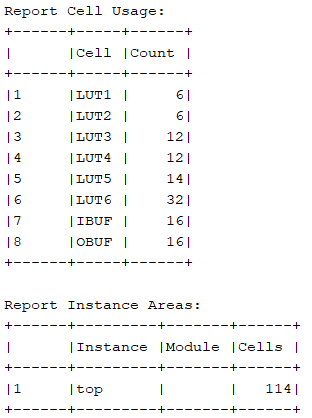 Report Cell Usage:
+------+-----+------+
|      |Cell |Count |
+------+-----+------+
|1     |LUT1 |     6|
|2     |LUT2 |     6|
|3     |LUT3 |    12|
|4     |LUT4 |    12|
|5     |LUT5 |    14|
|6     |LUT6 |    32|
|7     |IBUF |    16|
|8     |OBUF |    16|
+------+-----+------+
Report Instance Areas:
+------+---------+-------+------+
|      |Instance |Module |Cells |
+------+---------+-------+------+
|1     |top      |       |   114|
+------+---------+-------+------+